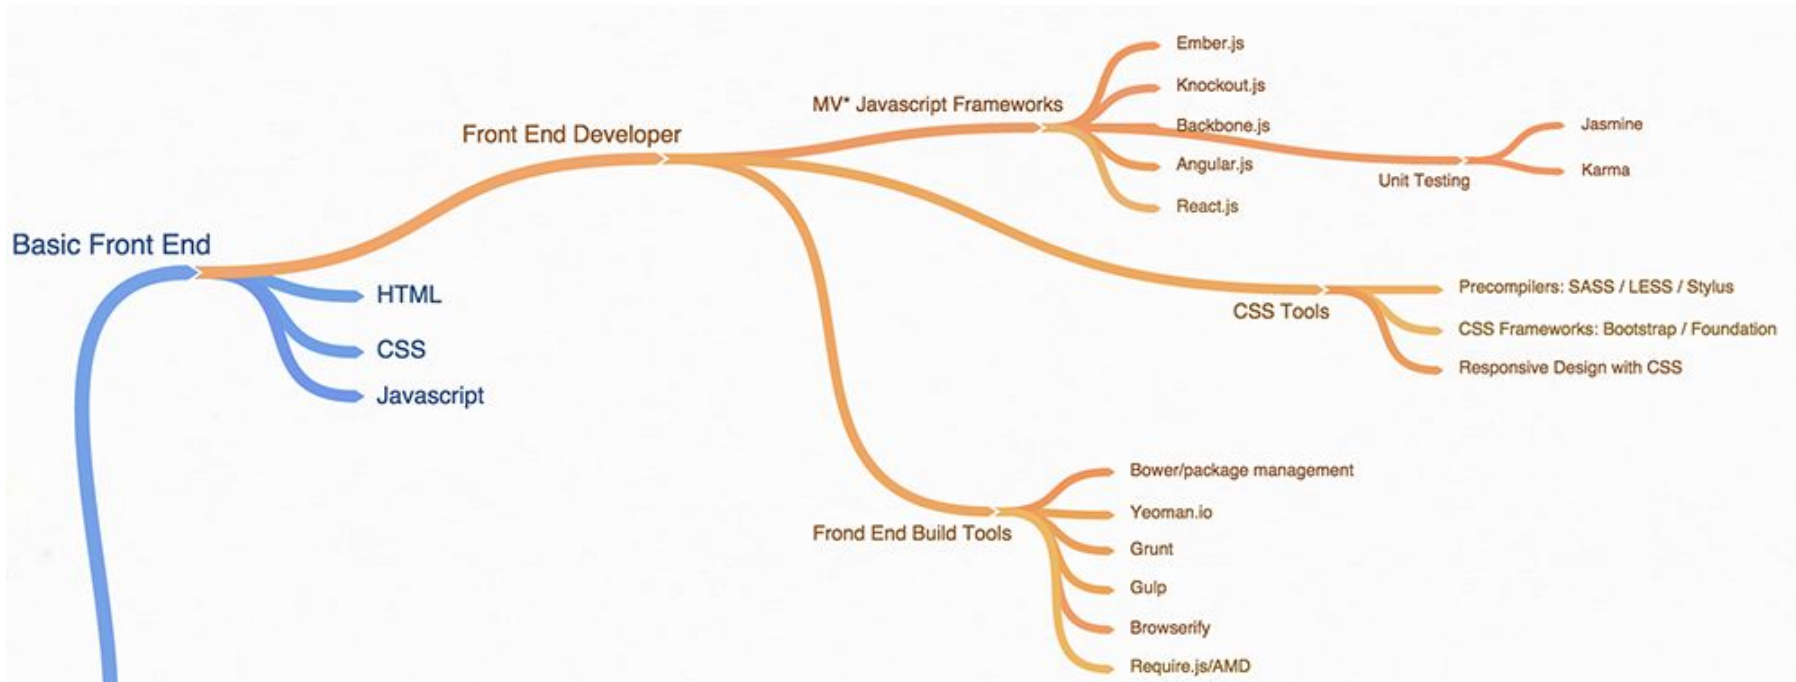 Basic Front End
HTML
CSS
Javascript
Front End Developer
MV* Javascript Frameworks
Ember.js
Knockout.js
Backbone.js
Angular.js
React.js
Unit Testing
Jasmine
Karma
CSS Tools
Precompilers: SASS / LESS / Stylus
CSS Frameworks: Bootstrap / Foundation
Responsive Design with CSS
Frond End Build Tools
Bower/package management
Yeoman.io
Grunt
Gulp
Browserify
Require.js/AMD